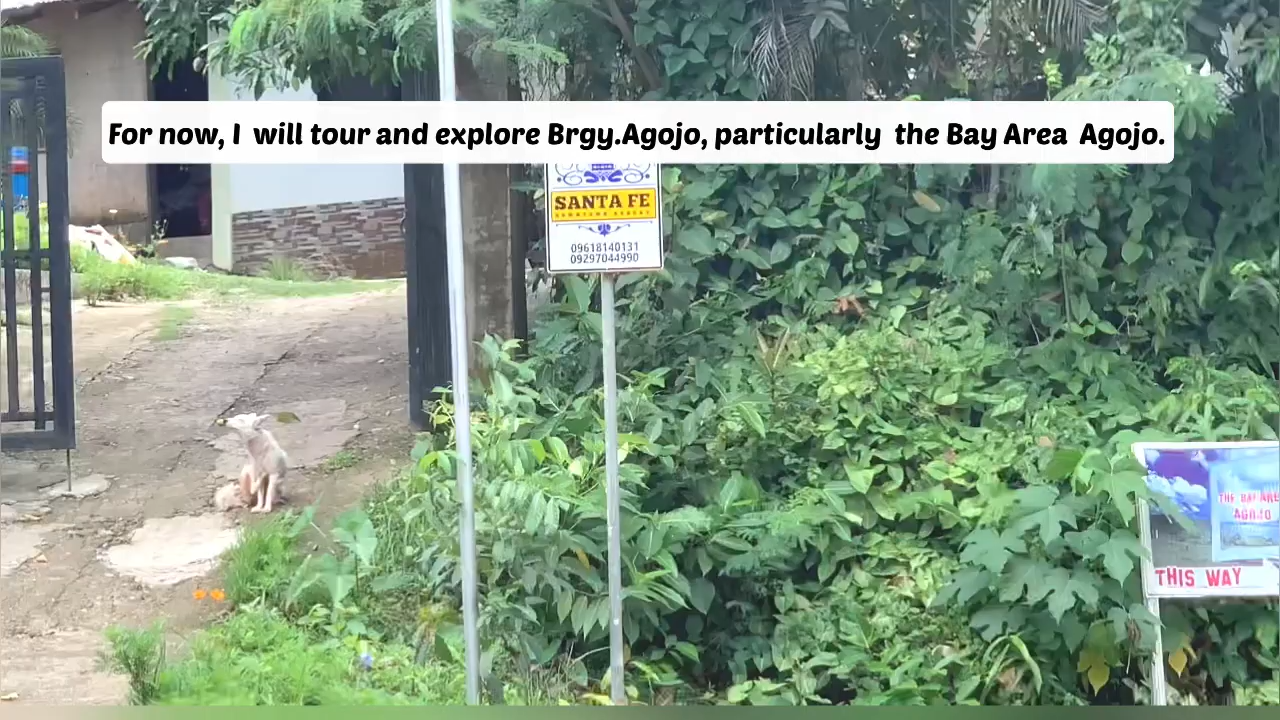 For now, I will tour and explore Brgy.Agojo, particularly the Bay Area Agojo.
SANTA FE
09618140131
09297044990
THE BAY ARE
AGOJO
THIS WAY